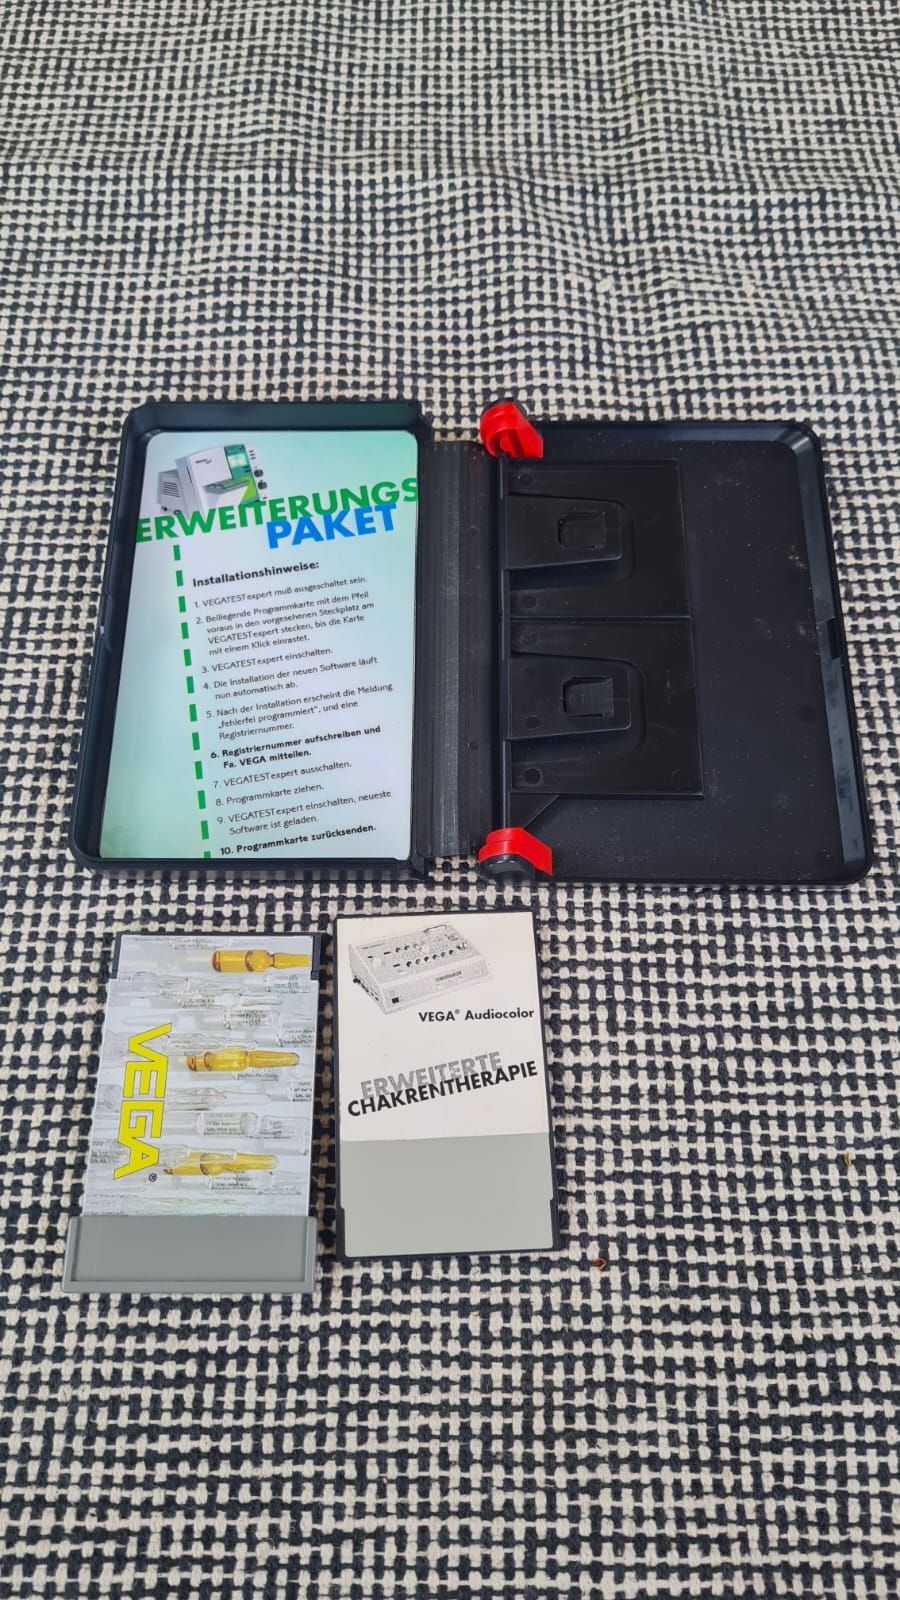 ERWEITERUNGS
PAKET
Installationshinweise:
1. VEGATESTexpert muß ausgeschaltet sein.
2. Beiliegende Programmkarte mit dem Pfeil
voraus in den vorgesehenen Steckplatz am
VEGATESTexpert stecken, bis die Karte
mit einem Klick einrastet.
3. VEGATESTexpert einschalten.
4. Die Installation der neuen Software läuft
nun automatisch ab.
5. Nach der Installation erscheint die Meldung
„fehlerfei programmiert", und eine
Registriernummer.
6. Registriernummer aufschreiben und
Fa. VEGA mitteilen.
7. VEGATESTexpert ausschalten.
8. Programmkarte ziehen.
9. VEGATESTexpert einschalten, neueste
Software ist geladen.
10. Programmkarte zurücksenden.
VEGA®
VEGA® Audiocolor
ERWEITERTE
CHAKRENTHERAPIE